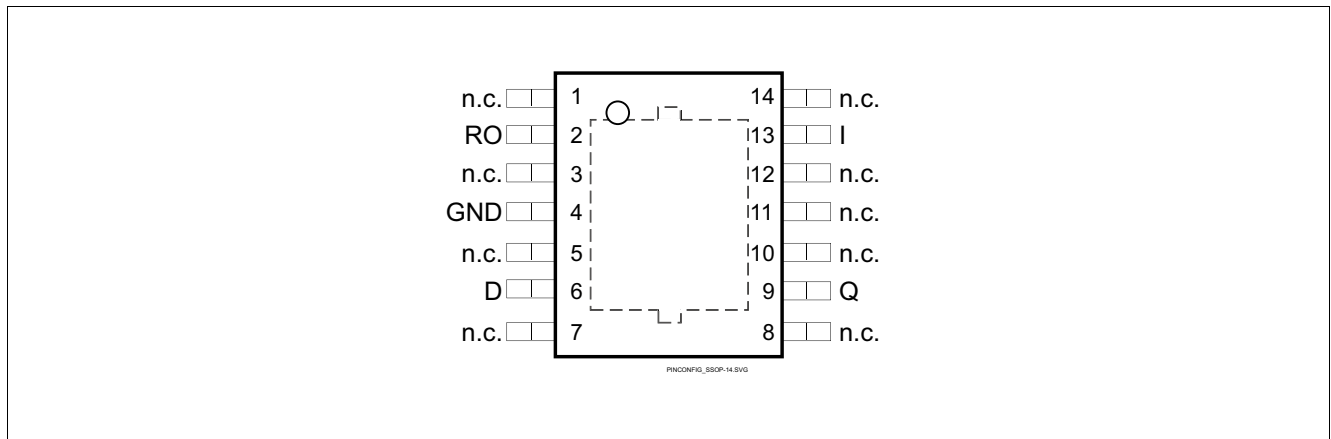 n.c. 1 14 n.c.
RO 2 13 I
n.c. 3 12 n.c.
GND 4 11 n.c.
n.c. 5 10 n.c.
D 6 9 Q
n.c. 7 8 n.c.
PINCONFIG_SSOP-14.SVG